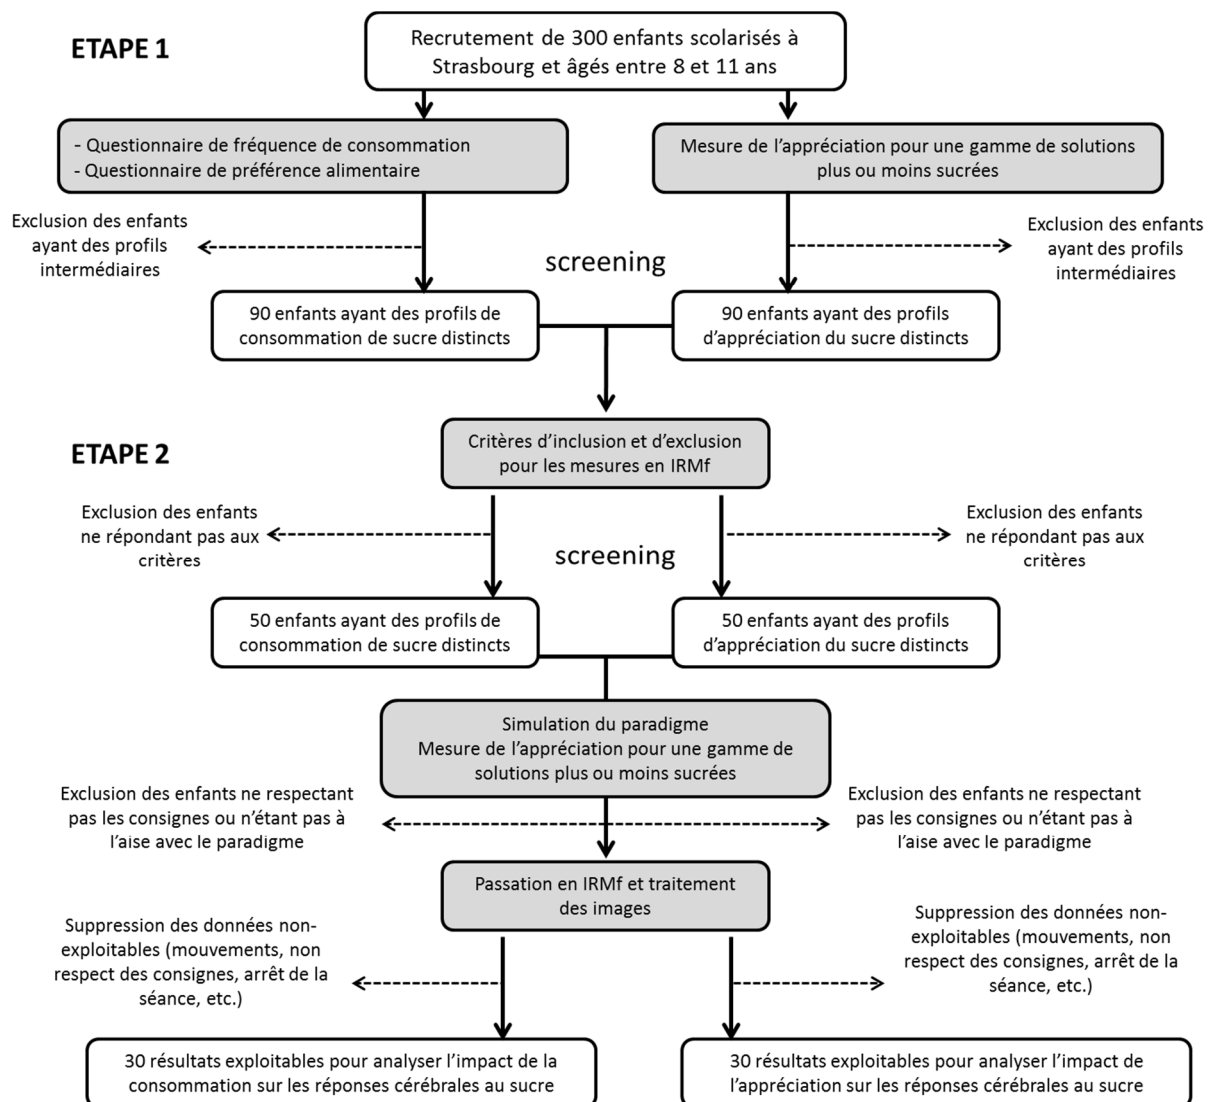 ETAPE 1
Recrutement de 300 enfants scolarisés à
Strasbourg et âgés entre 8 et 11 ans
- Questionnaire de fréquence de consommation
- Questionnaire de préférence alimentaire
Mesure de l'appréciation pour une gamme de solutions
plus ou moins sucrées
Exclusion des enfants
ayant des profils
intermédiaires
screening
Exclusion des enfants
ayant des profils
intermédiaires
90 enfants ayant des profils de
consommation de sucre distincts
90 enfants ayant des profils
d'appréciation du sucre distincts
ETAPE 2
Critères d'inclusion et d'exclusion
pour les mesures en IRMf
Exclusion des enfants
ne répondant pas aux
critères
screening
Exclusion des enfants
ne répondant pas aux
critères
50 enfants ayant des profils de
consommation de sucre distincts
50 enfants ayant des profils
d'appréciation du sucre distincts
Simulation du paradigme
Mesure de l'appréciation pour une gamme de
solutions plus ou moins sucrées
Exclusion des enfants ne respectant
pas les consignes ou n'étant pas à
l'aise avec le paradigme
Exclusion des enfants ne respectant
pas les consignes ou n'étant pas à
l'aise avec le paradigme
Passation en IRMf et traitement
des images
Suppression des données non-
exploitables (mouvements, non
respect des consignes, arrêt de la
séance, etc.)
Suppression des données non-
exploitables (mouvements, non
respect des consignes, arrêt de la
séance, etc.)
30 résultats exploitables pour analyser l'impact de la
consommation sur les réponses cérébrales au sucre
30 résultats exploitables pour analyser l'impact de
l'appréciation sur les réponses cérébrales au sucre